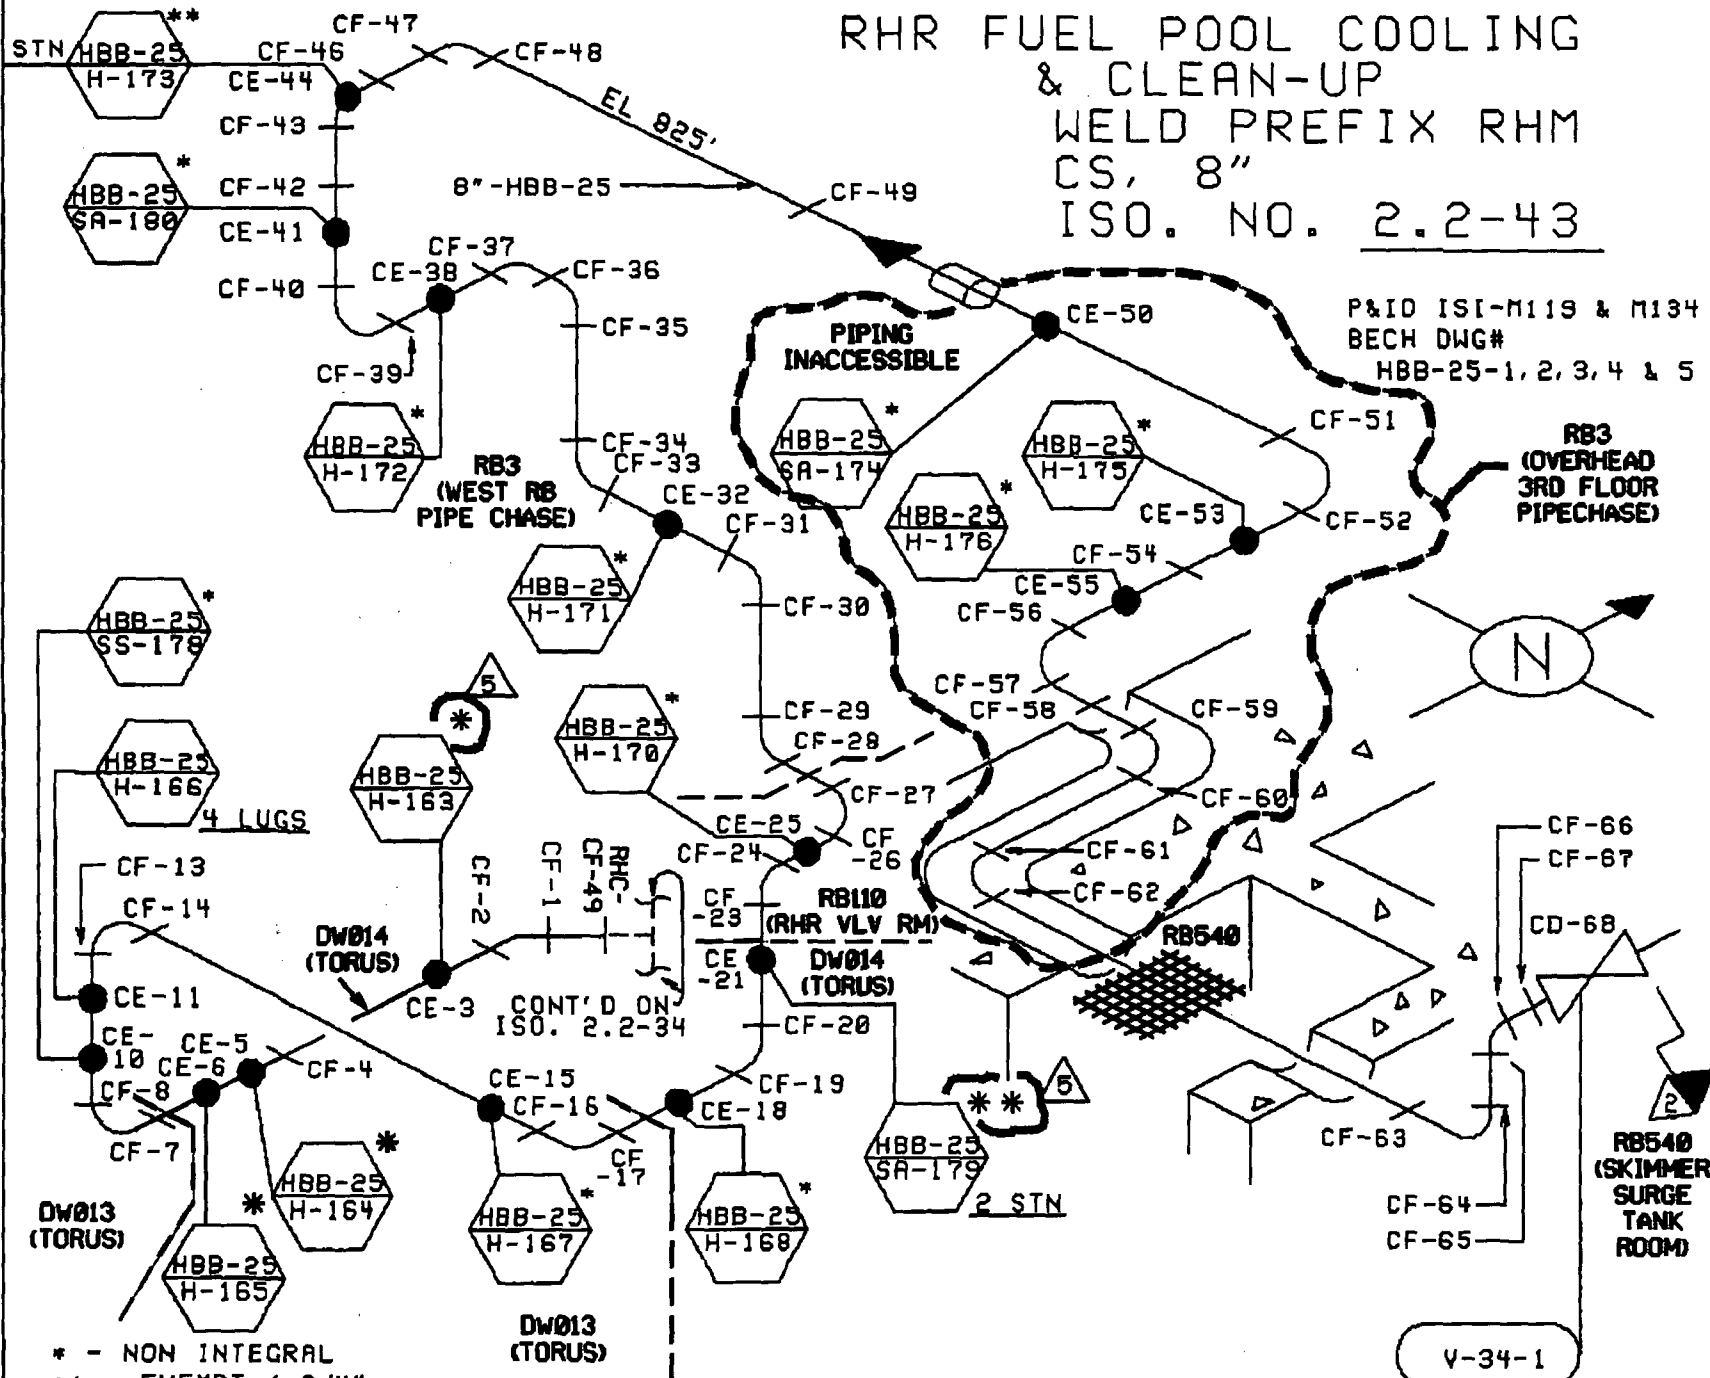 RHR FUEL POOL COOLING
& CLEAN-UP
WELD PREFIX RHM
CS, 8"
ISO. NO. 2.2-43
P&ID ISI-M119 & M134
BECH DWG#
HBB-25-1,2,3,4 & 5
STN
HBB-25
H-173
**
CF-46
CE-44
CF-47
CF-48
CF-43
EL 825'
8"-HBB-25
CF-49
HBB-25
SA-180
*
CF-42
CE-41
CF-40
CF-37
CE-38
CF-36
CF-35
CF-39
PIPING
INACCESSIBLE
CE-50
HBB-25
H-172
*
RB3
(WEST RB
PIPE CHASE)
CF-34
CF-33
CE-32
CF-31
HBB-25
SA-174
*
HBB-25
H-175
*
CF-51
RB3
(OVERHEAD
3RD FLOOR
PIPECHASE)
HBB-25
H-176
*
CE-53
CF-52
CF-54
CE-55
CF-56
HBB-25
H-171
*
CF-30
HBB-25
SS-178
*
N
5
*
HBB-25
H-163
HBB-25
H-170
*
CF-29
CF-28
CF-57
CF-58
CF-59
HBB-25
H-166
4 LUGS
CF-27
CF-60
CE-25
CF-24
CF
-26
CF-61
CF-62
CF-66
CF-67
CD-68
CF-13
CF-14
CF-2
CF-1
CF-49
RHC-
CF
-23
RB110
(RHR VLV RM)
DW014
(TORUS)
CE-3
CONT'D ON
ISO. 2.2-34
CE
-21
DW014
(TORUS)
RB540
CE-11
CE-
10
CE-5
CE-6
CF-4
CF-8
CF-7
CF-20
CF-19
CE-18
CE-15
CF-16
CF
-17
* *
5
HBB-25
SA-179
2 STN
CF-63
2
RB540
(SKIMMER
SURGE
TANK
ROOM)
CF-64
CF-65
DW013
(TORUS)
HBB-25
H-164
*
HBB-25
H-165
*
HBB-25
H-167
*
HBB-25
H-168
*
DW013
(TORUS)
V-34-1
* - NON INTEGRAL